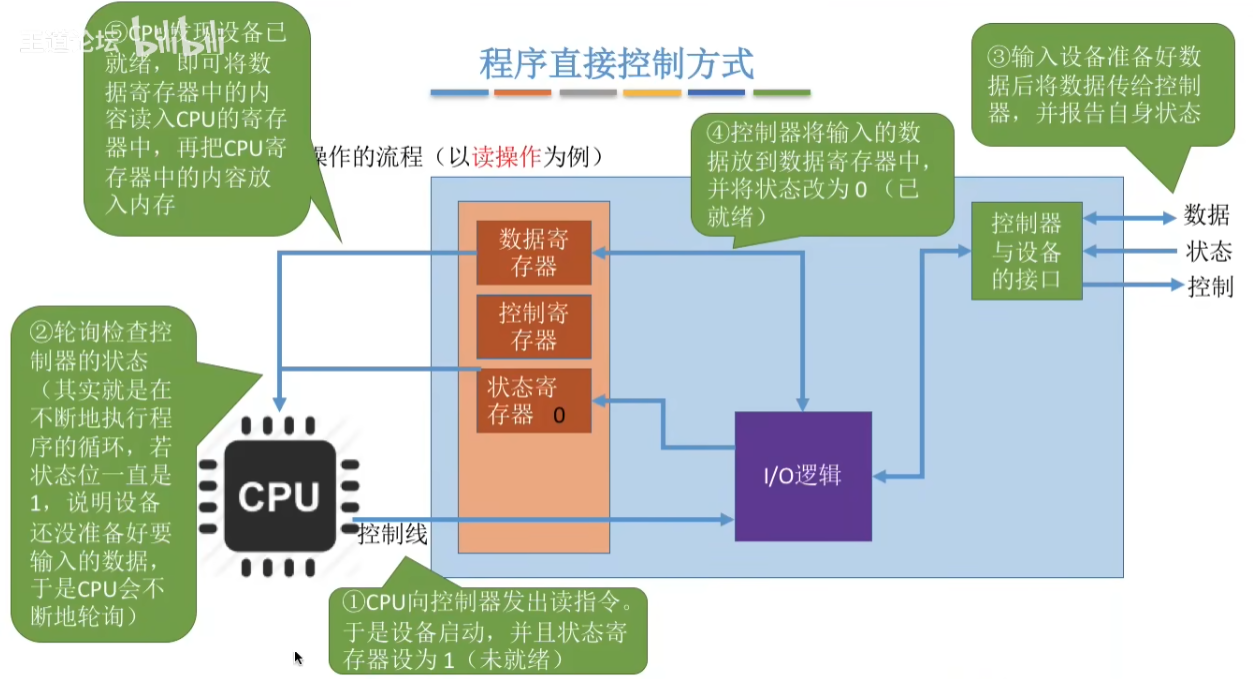 王道论坛 bilibili
⑤CPU发现设备已
就绪，即可将数
据寄存器中的内
容读入CPU的寄存
器中，再把CPU寄
存器中的内容放
入内存
程序直接控制方式
③输入设备准备好数
据后将数据传给控制
器，并报告自身状态
操作的流程（以读操作为例）
④控制器将输入的数
据放到数据寄存器中，
并将状态改为 0 （已
就绪）
数据寄
存器
控制寄
存器
状态寄
存器 0
控制器
与设备
的接口
数据
状态
控制
②轮询检查控
制器的状态
（其实就是在
不断地执行程
序的循环，若
状态位一直是
1，说明设备
还没准备好要
输入的数据，
于是CPU会不
断地轮询）
CPU
I/O逻辑
控制线
①CPU向控制器发出读指令。
于是设备启动，并且状态寄
存器设为 1（未就绪）